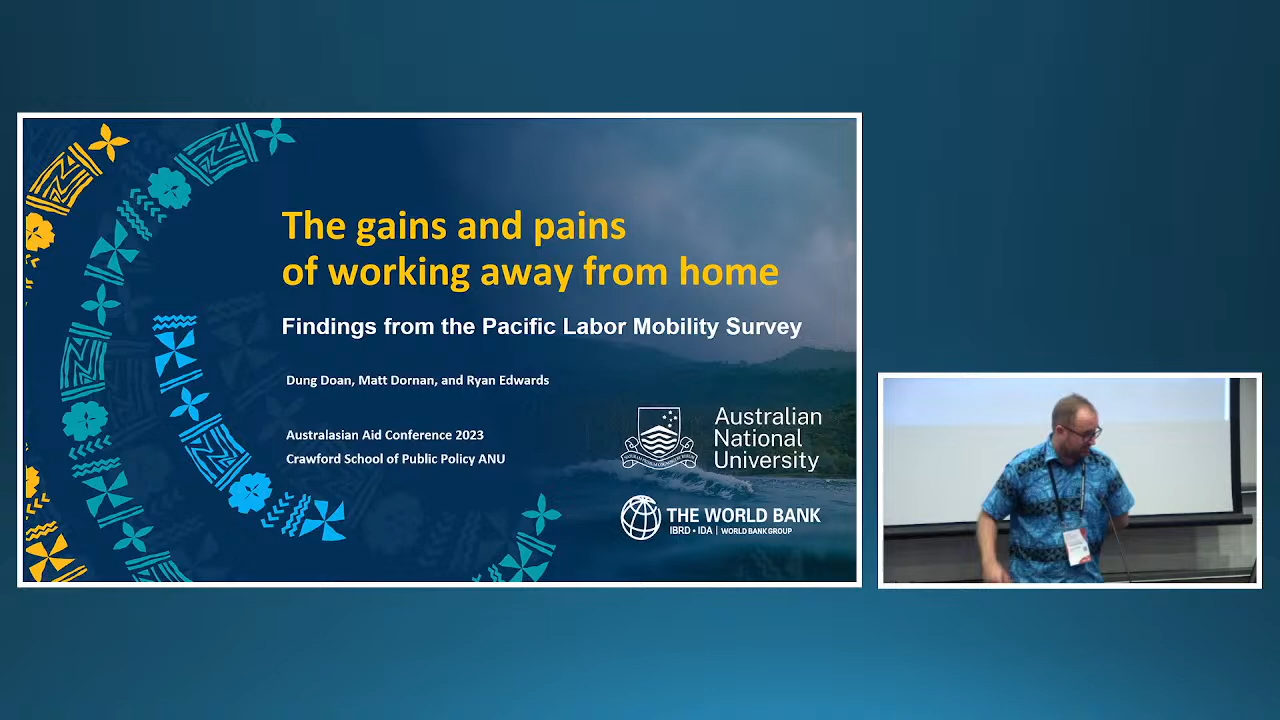 The gains and pains
of working away from home
Findings from the Pacific Labor Mobility Survey
Dung Doan, Matt Dornan, and Ryan Edwards
Australasian Aid Conference 2023
Crawford School of Public Policy ANU
Australian
National
University
THE WORLD BANK
IBRD • IDA | WORLD BANK GROUP